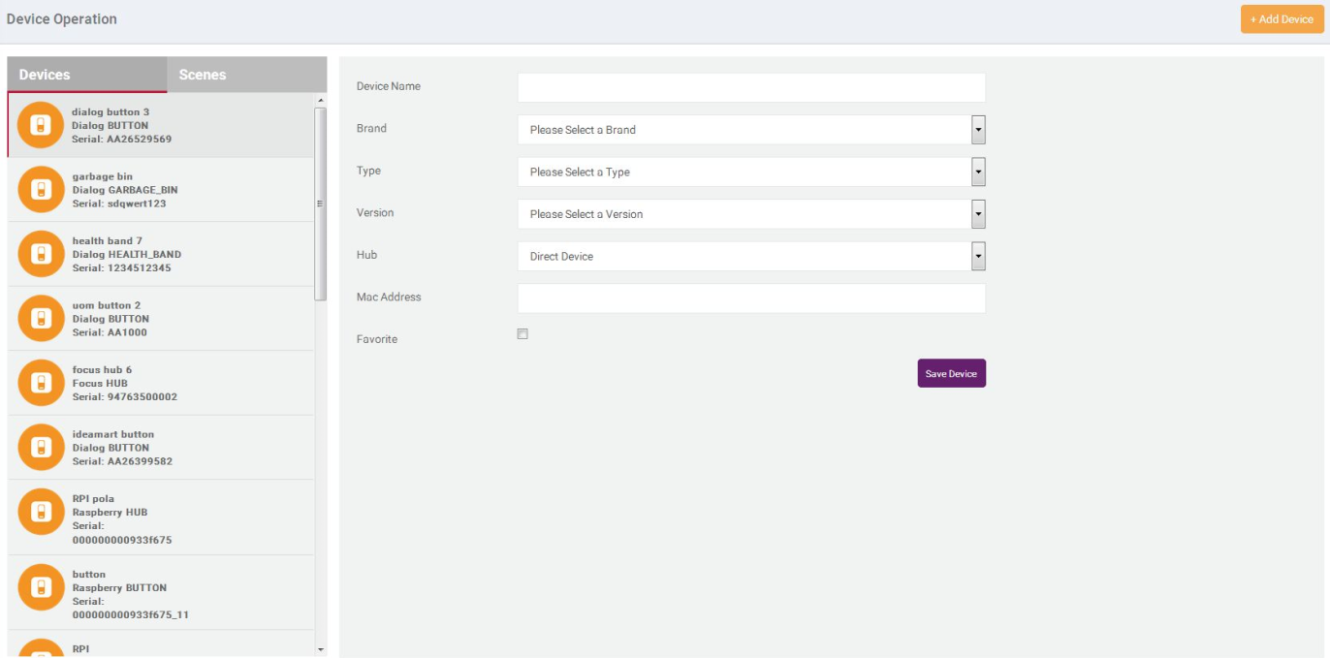 Device Operation
+ Add Device
Devices
Scenes
dialog button 3
Dialog BUTTON
Serial: AA26529569
garbage bin
Dialog GARBAGE_BIN
Serial: sdqwert123
health band 7
Dialog HEALTH_BAND
Serial: 1234512345
uom button 2
Dialog BUTTON
Serial: AA1000
focus hub 6
Focus HUB
Serial: 94763500002
ideamart button
Dialog BUTTON
Serial: AA26399582
RPI pola
Raspberry HUB
Serial:
000000000933f675
button
Raspberry BUTTON
Serial:
000000000933f675_11
RPI
Device Name
Brand
Please Select a Brand
Type
Please Select a Type
Version
Please Select a Version
Hub
Direct Device
Mac Address
Favorite
Save Device